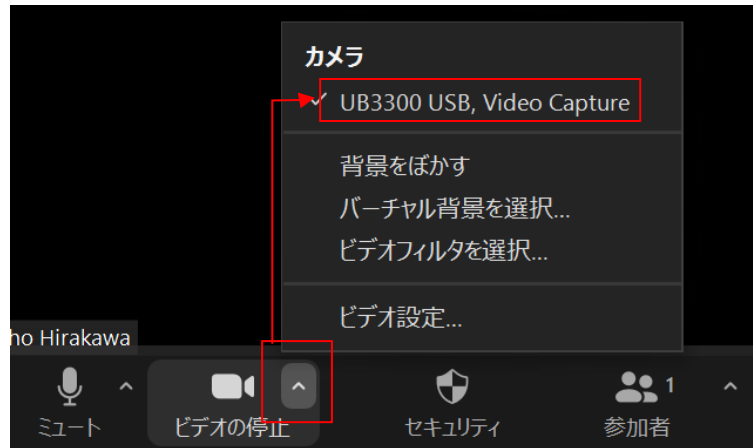 カメラ
✓ UB3300 USB, Video Capture
背景をぼかす
バーチャル背景を選択...
ビデオフィルタを選択...
ビデオ設定...
ho Hirakawa
ミュート
ビデオの停止
セキュリティ
1
参加者